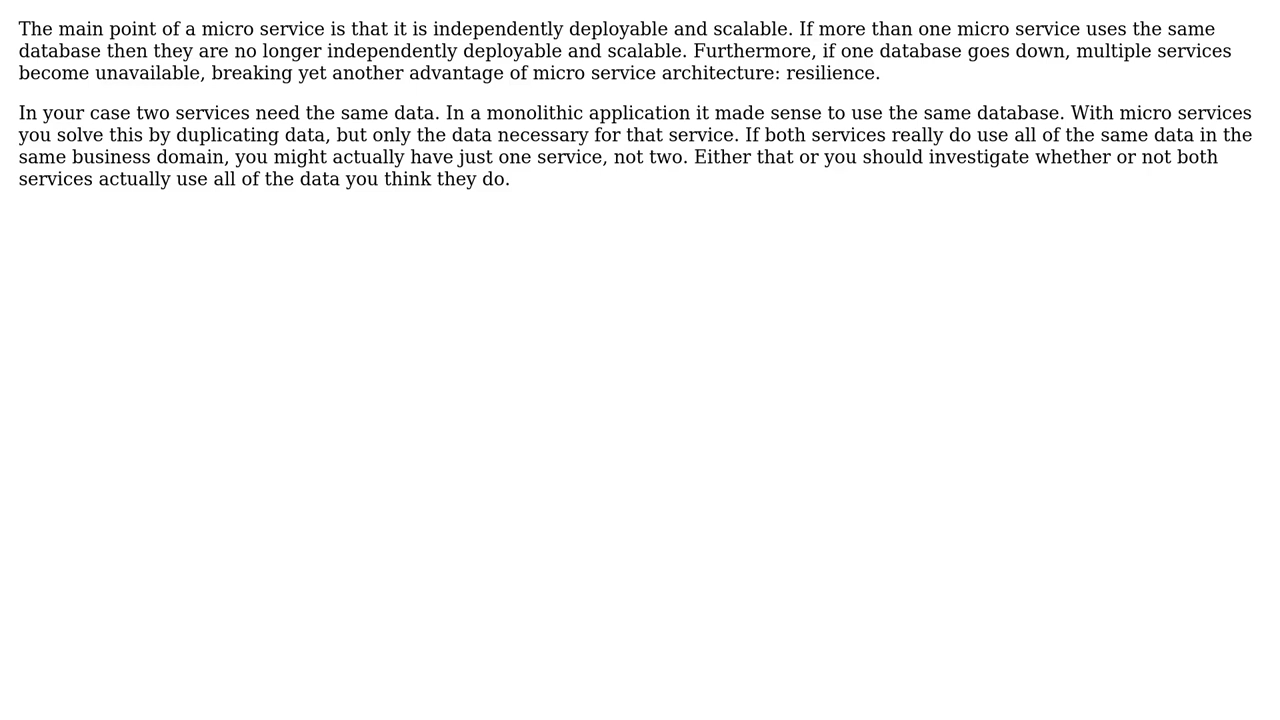 The main point of a micro service is that it is independently deployable and scalable. If more than one micro service uses the same
database then they are no longer independently deployable and scalable. Furthermore, if one database goes down, multiple services
become unavailable, breaking yet another advantage of micro service architecture: resilience.
In your case two services need the same data. In a monolithic application it made sense to use the same database. With micro services
you solve this by duplicating data, but only the data necessary for that service. If both services really do use all of the same data in the
same business domain, you might actually have just one service, not two. Either that or you should investigate whether or not both
services actually use all of the data you think they do.